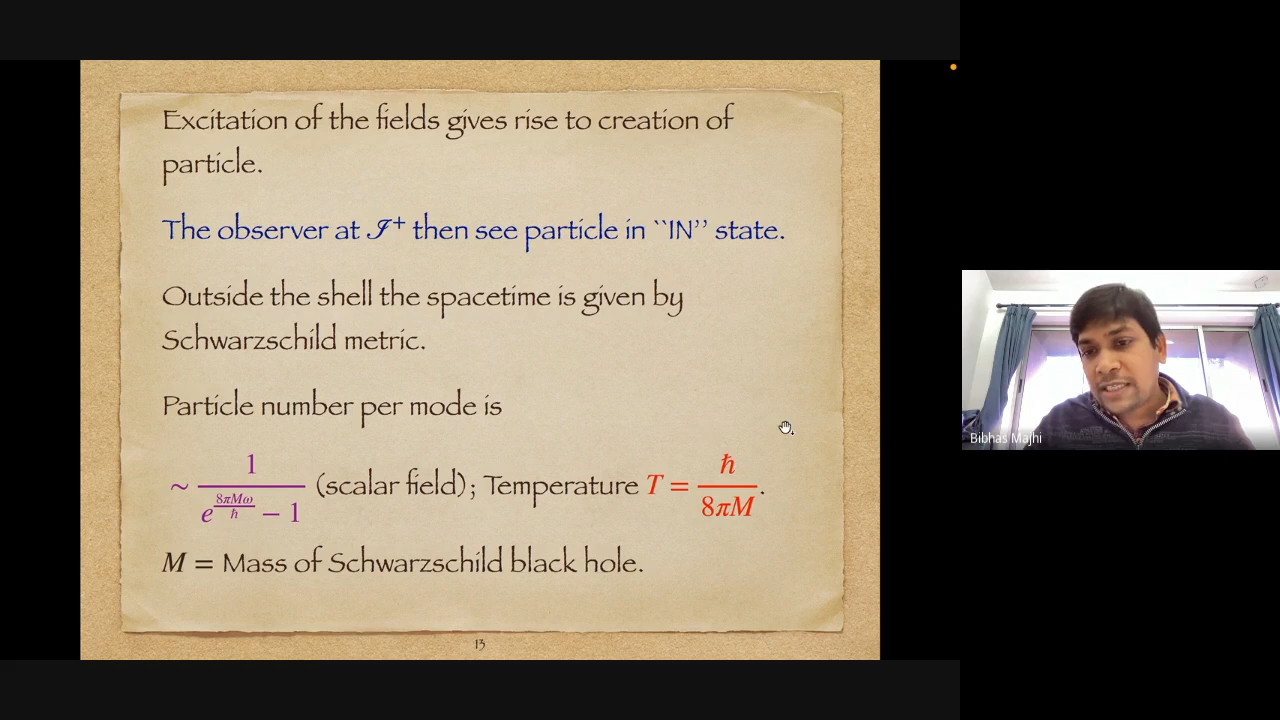 Excitation of the fields gives rise to creation of
particle.
The observer at ℐ⁺ then see particle in ``IN'' state.
Outside the shell the spacetime is given by
Schwarzschild metric.
Particle number per mode is
~ 1/(e^(8πMω/ħ) − 1) (scalar field); Temperature T = ħ/(8πM).
M = Mass of Schwarzschild black hole.
13
Bibhas Majhi